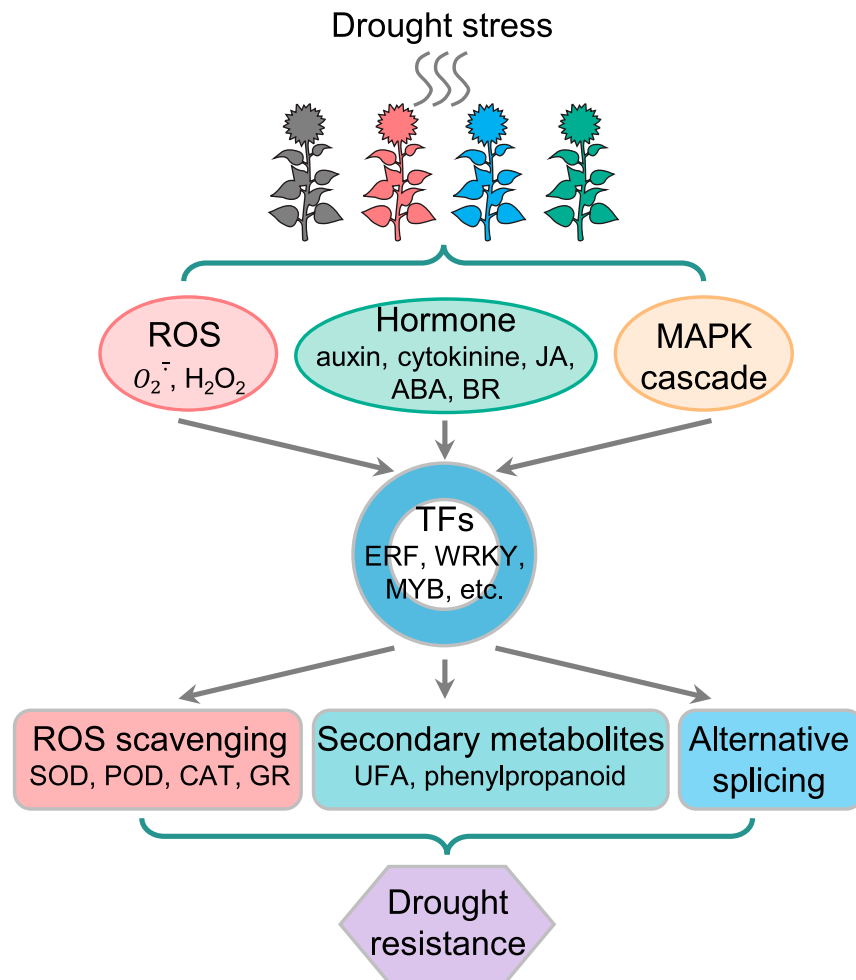 Drought stress
ROS
O₂⁻̇, H₂O₂
Hormone
auxin, cytokinine, JA,
ABA, BR
MAPK
cascade
TFs
ERF, WRKY,
MYB, etc.
ROS scavenging
SOD, POD, CAT, GR
Secondary metabolites
UFA, phenylpropanoid
Alternative
splicing
Drought
resistance